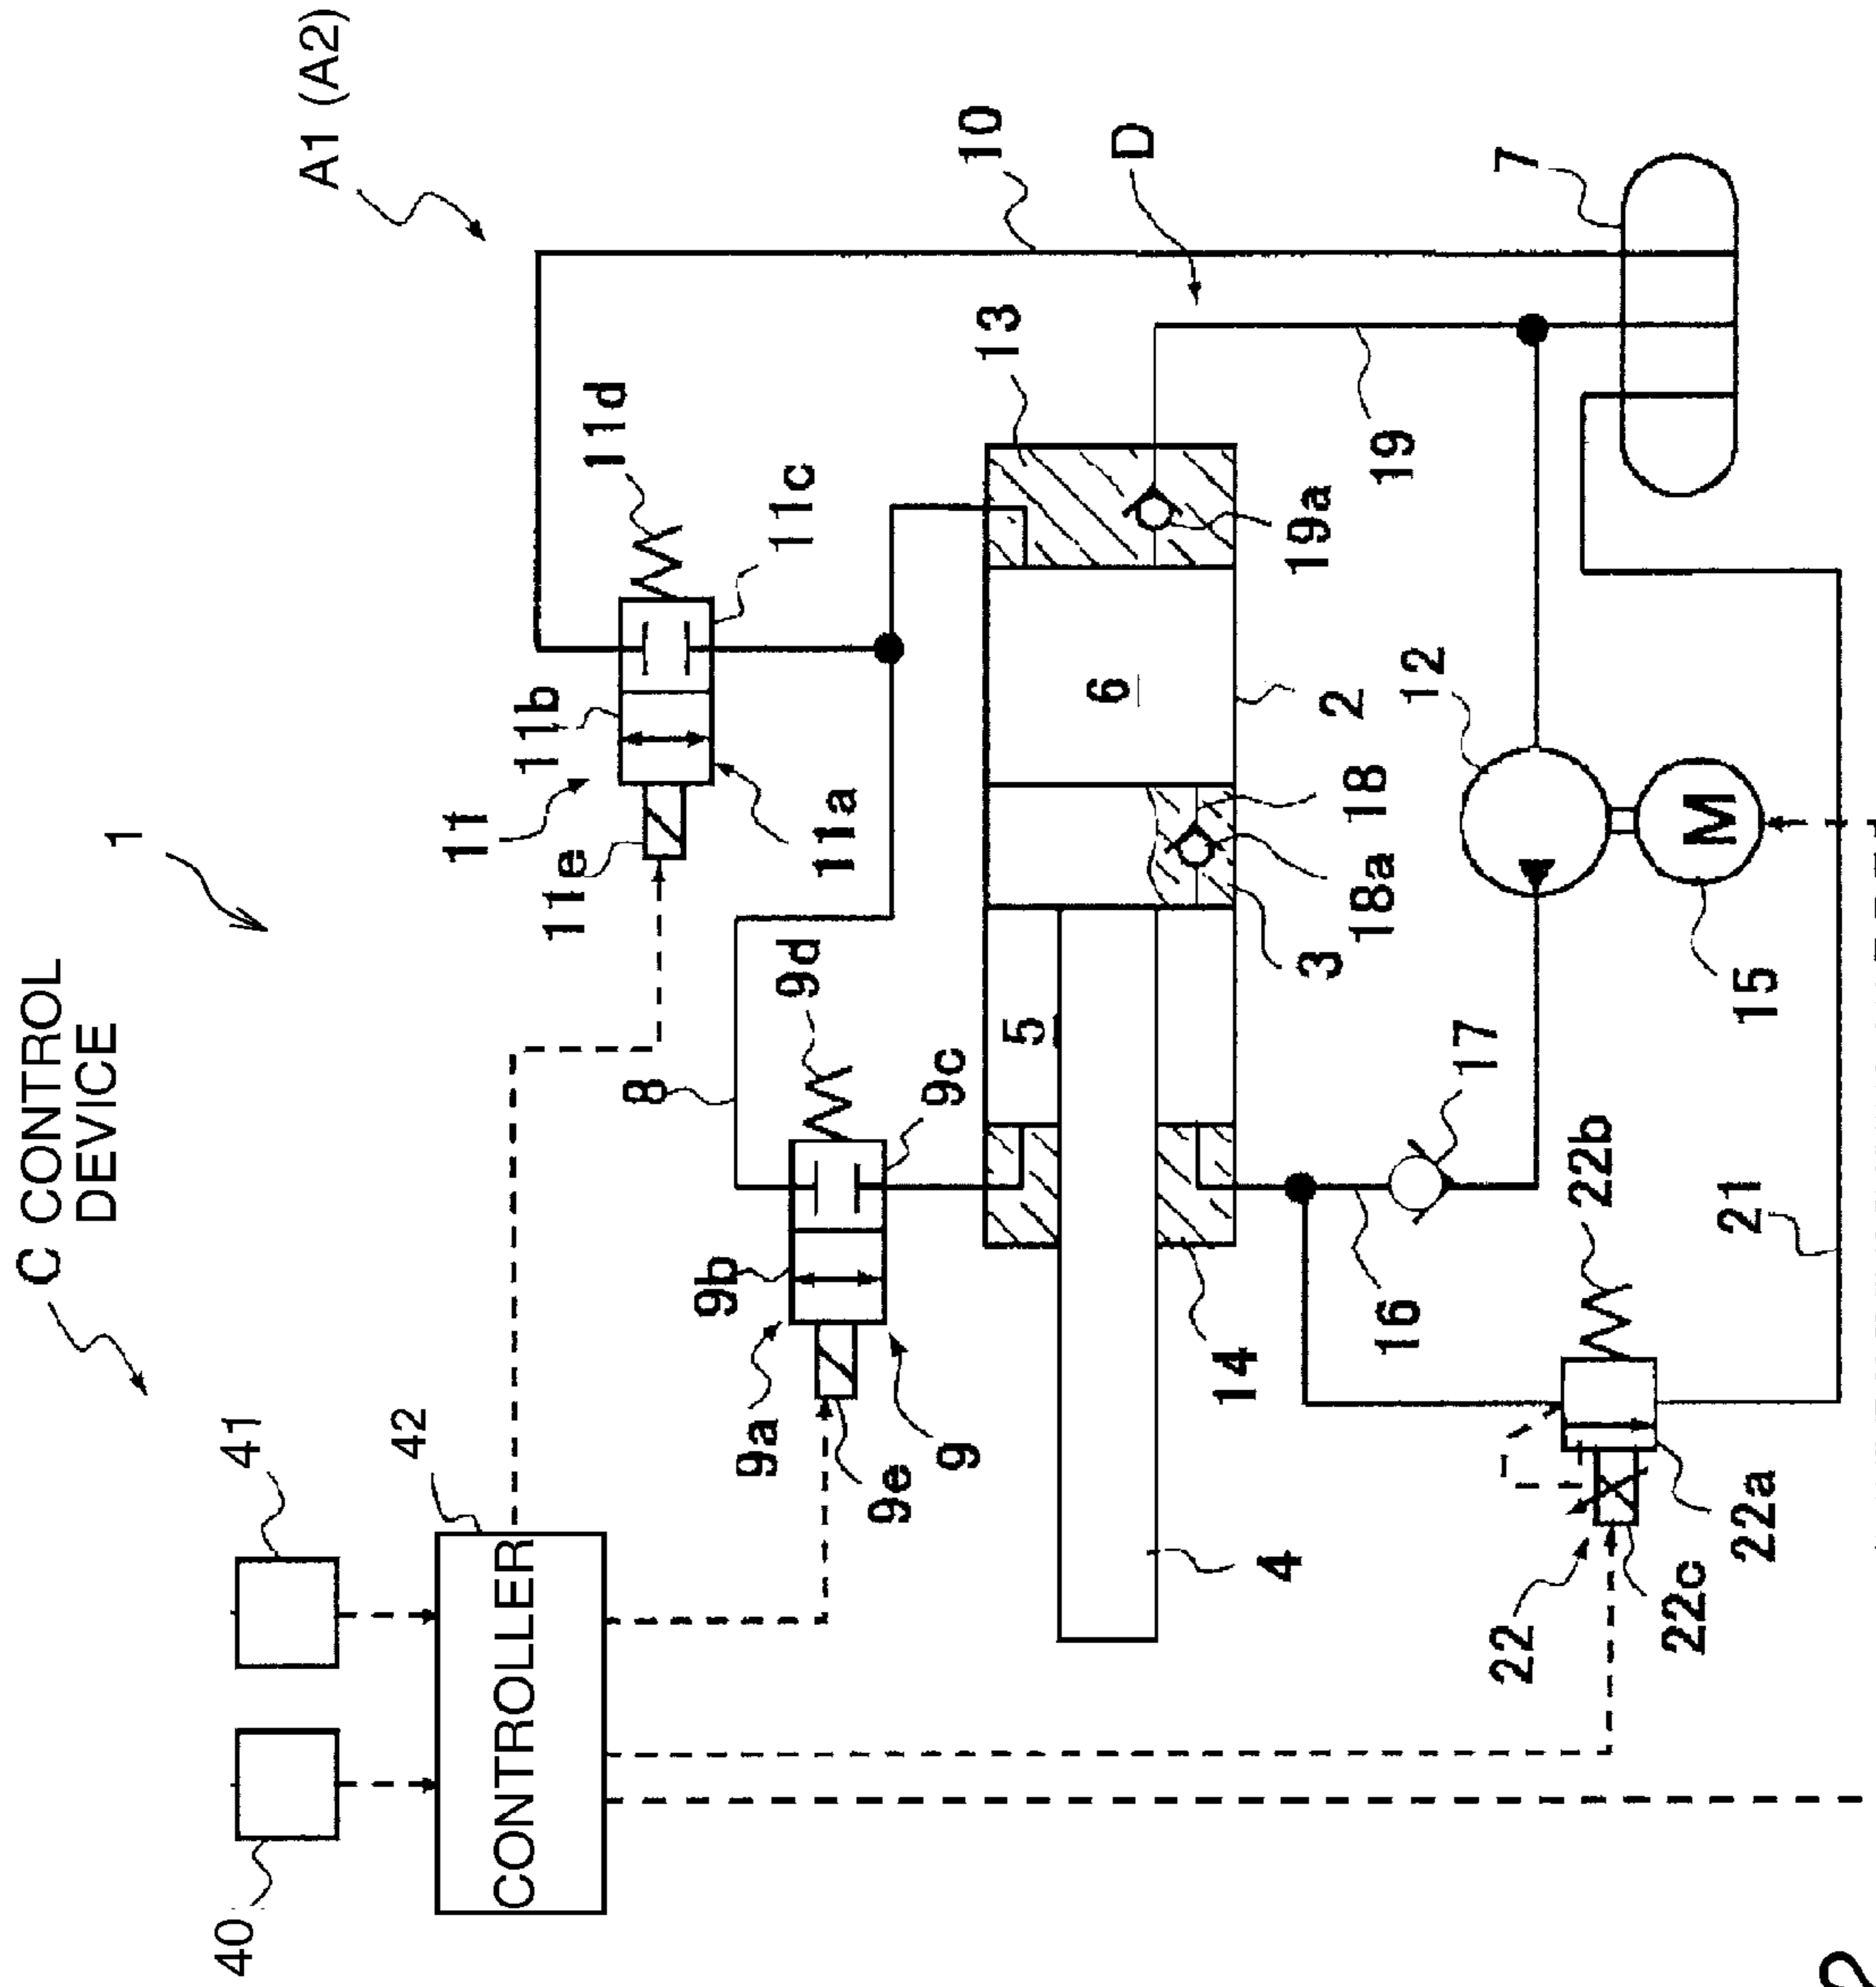 C CONTROL
DEVICE
1
A1 (A2)
40
41
42
CONTROLLER
11
11b
11d
11e
11a
11c
10
D
8
9b
9a
9d
9c
9e
9
13
5
6
7
14
4
3
18a
18
2
19a
19
16
17
12
M
15
22
22c
22a
22b
21
2